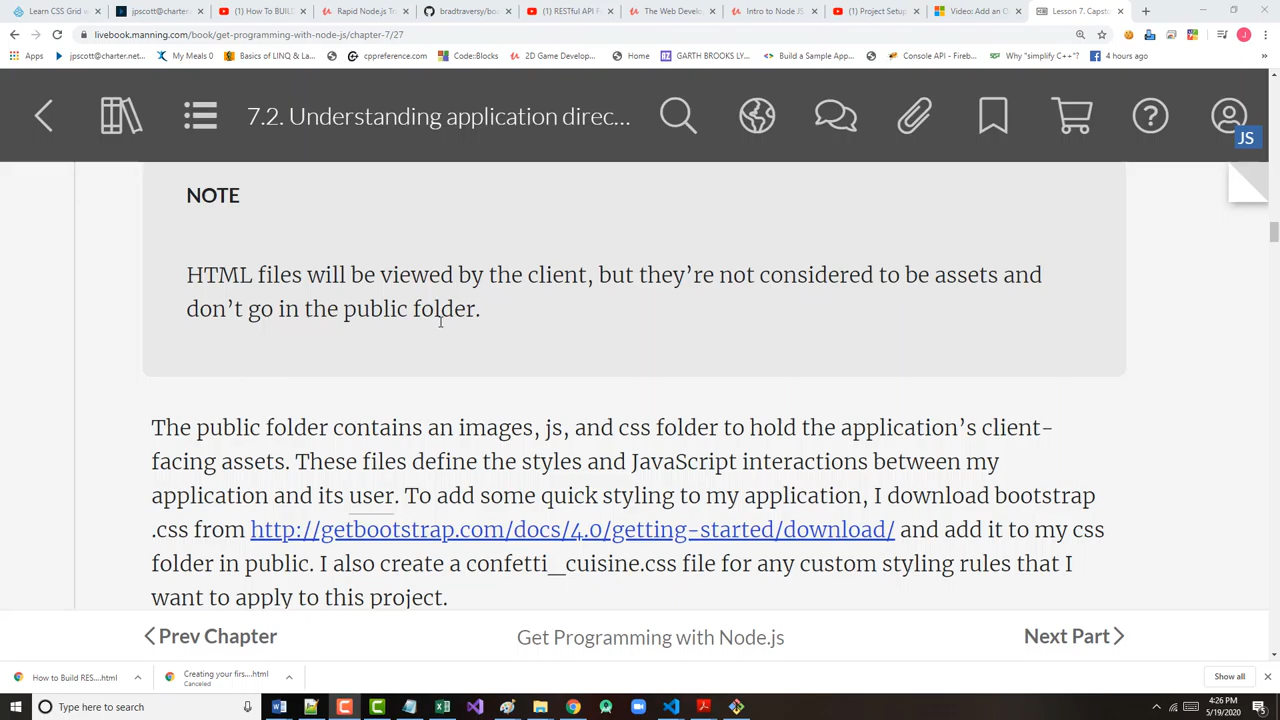 Learn CSS Grid w
jpscott@charter-
(1) How To BUILD
Rapid Node.js Tr
bradtraversy/boo
(1) RESTful API F
The Web Develo
Intro to Node JS
(1) Project Setup
Video: Add an O
Lesson 7. Capsto
livebook.manning.com/book/get-programming-with-node-js/chapter-7/27
Apps
jpscott@charter.net...
My Meals 0
Basics of LINQ & La...
cppreference.com
Code::Blocks
2D Game Develop...
Home
GARTH BROOKS LY...
Build a Sample App...
Console API - Fireb...
Why "simplify C++"?
4 hours ago
7.2. Understanding application direc...
JS
NOTE
HTML files will be viewed by the client, but they’re not considered to be assets and
don’t go in the public folder.
The public folder contains an images, js, and css folder to hold the application’s client-
facing assets. These files define the styles and JavaScript interactions between my
application and its user. To add some quick styling to my application, I download bootstrap
.css from http://getbootstrap.com/docs/4.0/getting-started/download/ and add it to my css
folder in public. I also create a confetti_cuisine.css file for any custom styling rules that I
want to apply to this project.
Prev Chapter
Get Programming with Node.js
Next Part
How to Build RES....html
Creating your firs....html
Canceled
Show all
Type here to search
4:26 PM
5/19/2020